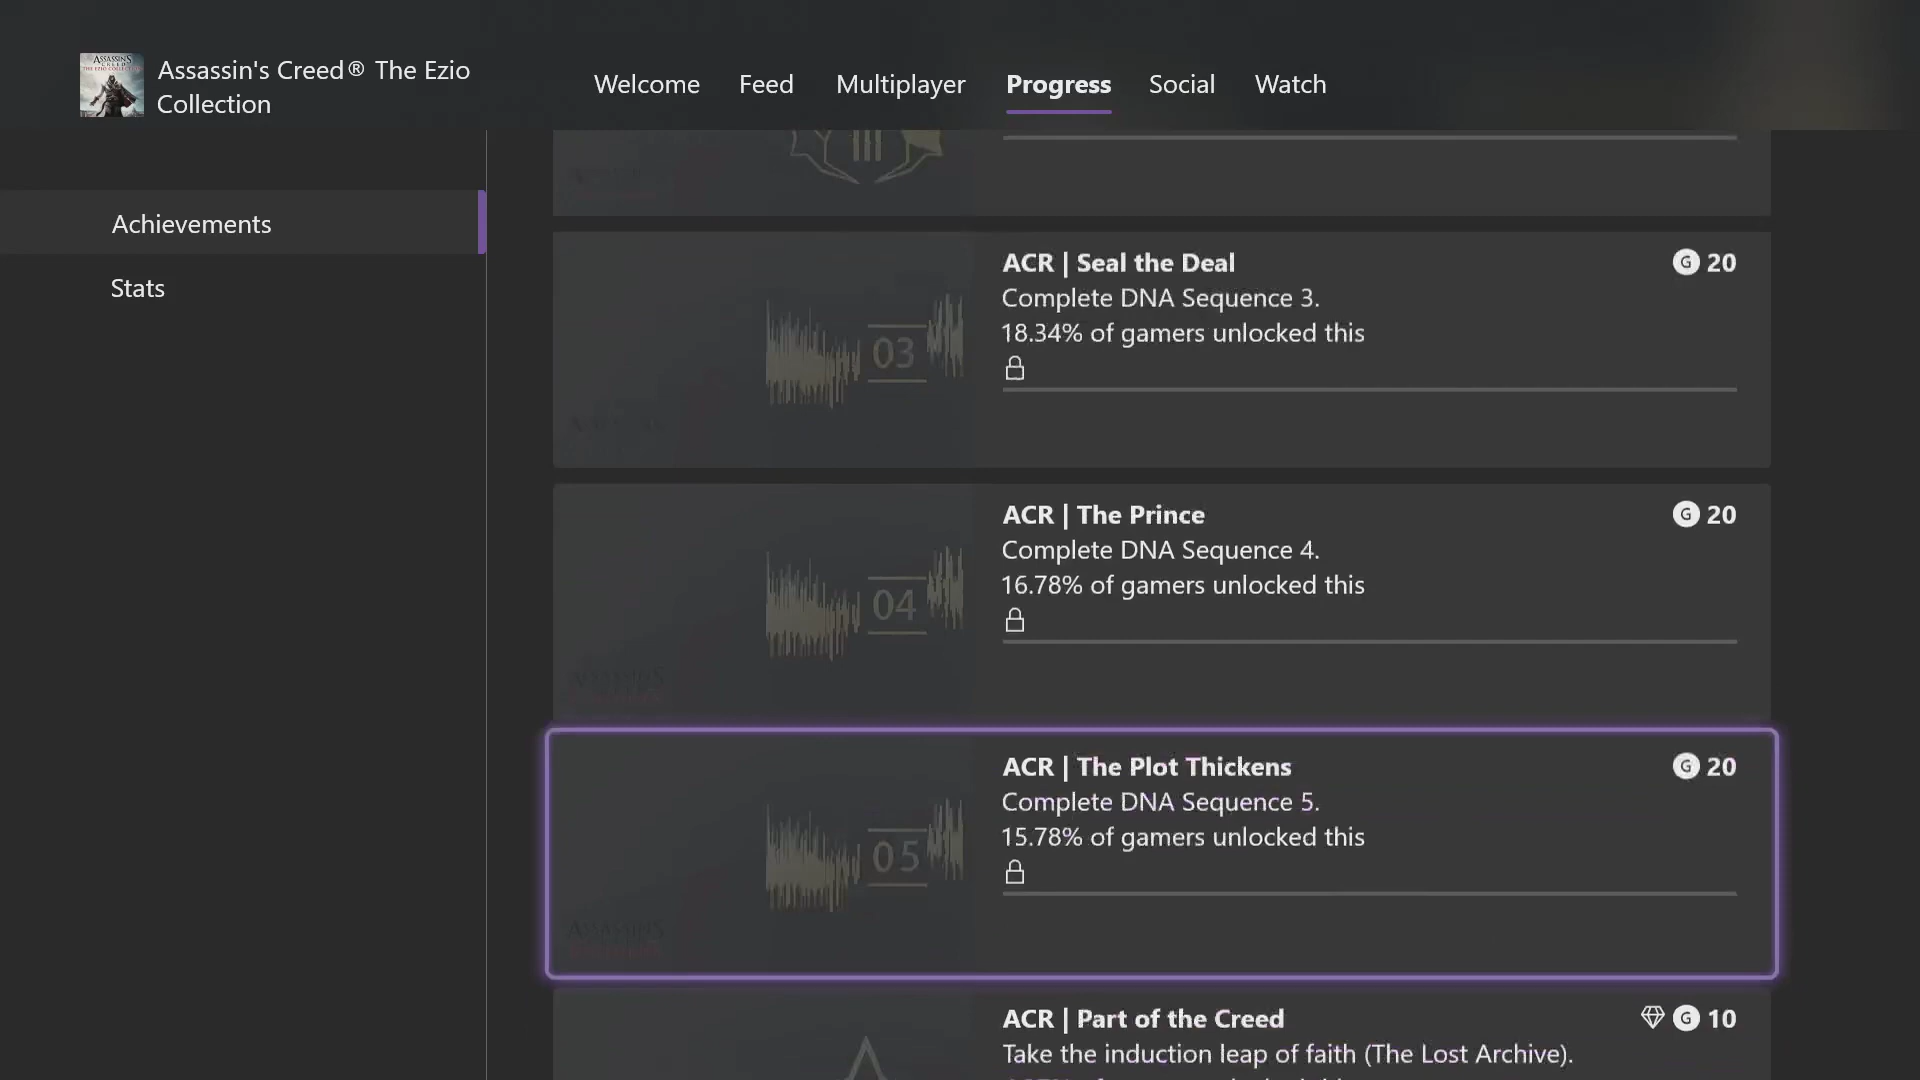 Assassin's Creed® The Ezio
Collection
Welcome
Feed
Multiplayer
Progress
Social
Watch
Achievements
Stats
III
03
ACR | Seal the Deal
G 20
Complete DNA Sequence 3.
18.34% of gamers unlocked this
04
ACR | The Prince
G 20
Complete DNA Sequence 4.
16.78% of gamers unlocked this
05
ACR | The Plot Thickens
G 20
Complete DNA Sequence 5.
15.78% of gamers unlocked this
ACR | Part of the Creed
G 10
Take the induction leap of faith (The Lost Archive).